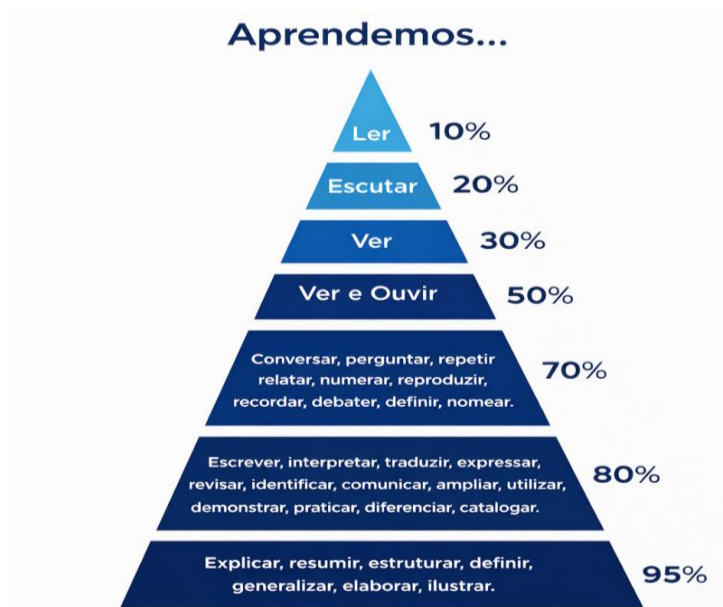 Aprendemos...
Ler 10%
Escutar 20%
Ver 30%
Ver e Ouvir 50%
Conversar, perguntar, repetir
relatar, numerar, reproduzir,
recordar, debater, definir, nomear.
70%
Escrever, interpretar, traduzir, expressar,
revisar, identificar, comunicar, ampliar, utilizar,
demonstrar, praticar, diferenciar, catalogar.
80%
Explicar, resumir, estruturar, definir,
generalizar, elaborar, ilustrar.
95%